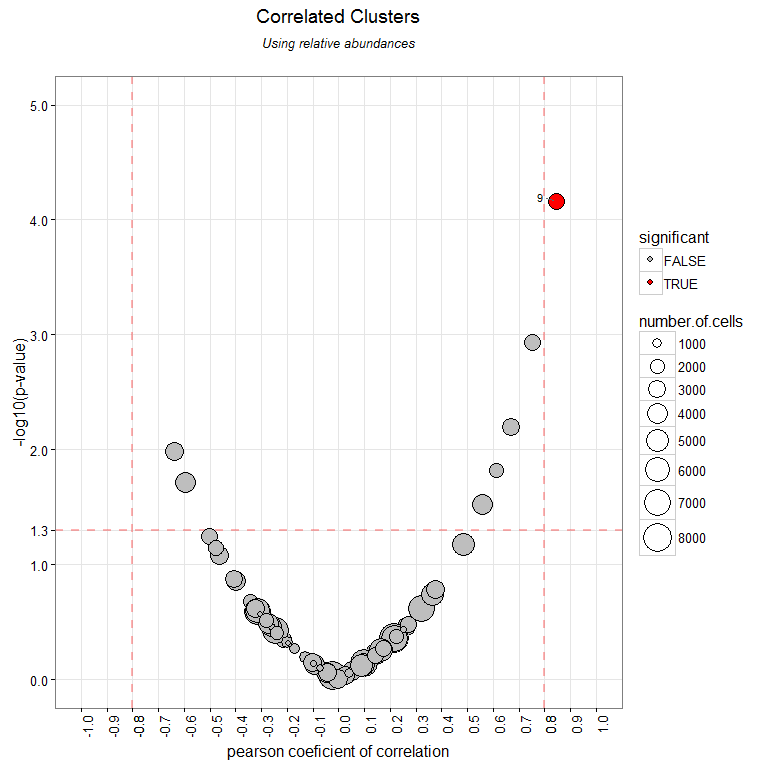 Correlated Clusters
Using relative abundances
-log10(p-value)
5.0
4.0
3.0
2.0
1.3
1.0
0.0
9
-1.0 -0.9 -0.8 -0.7 -0.6 -0.5 -0.4 -0.3 -0.2 -0.1 0.0 0.1 0.2 0.3 0.4 0.5 0.6 0.7 0.8 0.9 1.0
pearson coeficient of correlation
significant
FALSE
TRUE
number.of.cells
1000
2000
3000
4000
5000
6000
7000
8000